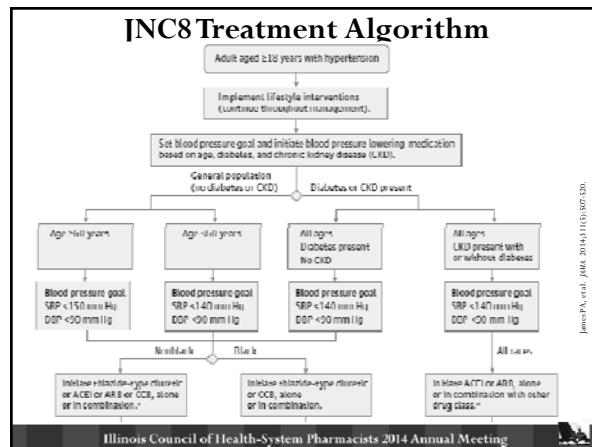 JNC8 Treatment Algorithm
Adult aged ≥18 years with hypertension
Implement lifestyle interventions
(continue throughout management).
Set blood pressure goal and initiate blood pressure lowering medication
based on age, diabetes, and chronic kidney disease (CKD).
General population
(no diabetes or CKD)
Diabetes or CKD present
Age ≥60 years
Age <60 years
All ages
Diabetes present
No CKD
All ages
CKD present with
or without diabetes
Blood pressure goal
SBP <150 mm Hg
DBP <90 mm Hg
Blood pressure goal
SBP <140 mm Hg
DBP <90 mm Hg
Blood pressure goal
SBP <140 mm Hg
DBP <90 mm Hg
Blood pressure goal
SBP <140 mm Hg
DBP <90 mm Hg
Nonblack
Black
All races
Initiate thiazide-type diuretic
or ACEI or ARB or CCB, alone
or in combination.
Initiate thiazide-type diuretic
or CCB, alone
or in combination.
Initiate ACEI or ARB, alone
or in combination with other
drug class.
James PA, et al. JAMA. 2014;311(5):507-520.
Illinois Council of Health-System Pharmacists 2014 Annual Meeting